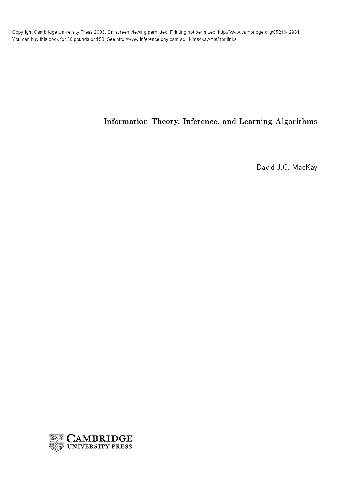 Copyright Cambridge University Press 2003. On-screen viewing permitted. Printing not permitted. http://www.cambridge.org/0521642981
You can buy this book for 30 pounds or $50. See http://www.inference.phy.cam.ac.uk/mackay/itila/ for links.
Information Theory, Inference, and Learning Algorithms
David J.C. MacKay
CAMBRIDGE
UNIVERSITY PRESS